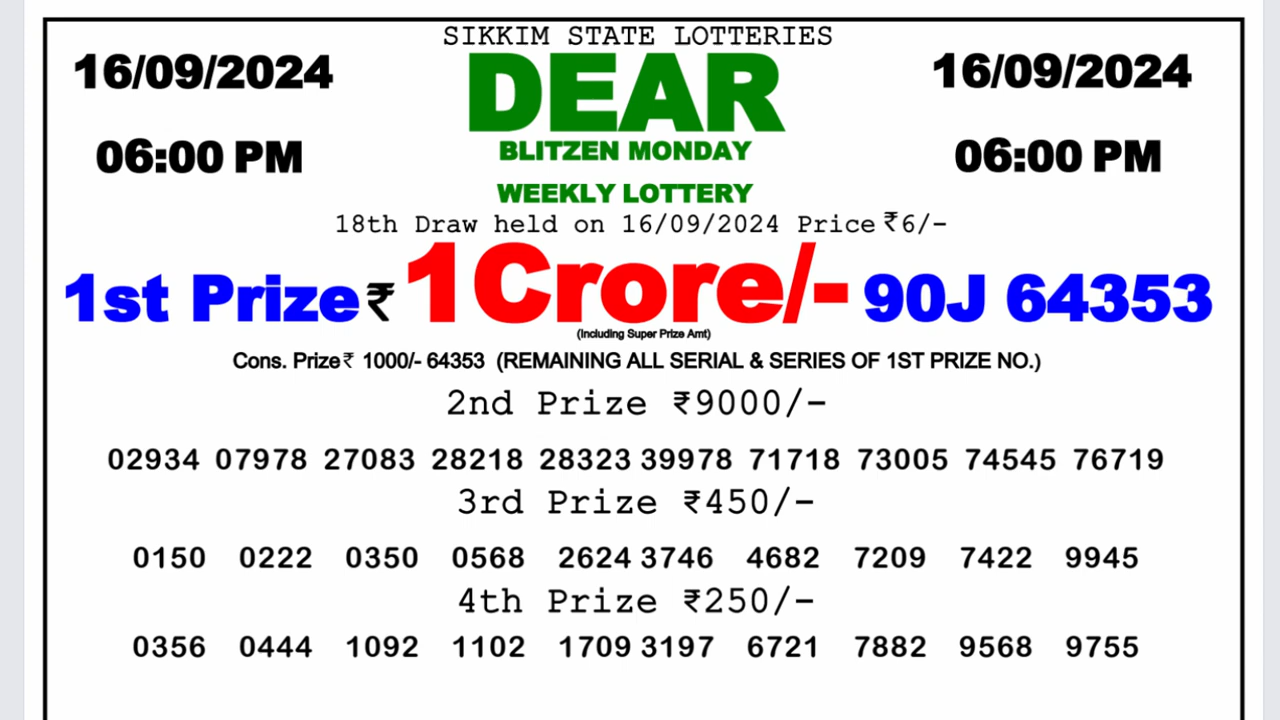 SIKKIM STATE LOTTERIES
16/09/2024 DEAR 16/09/2024
06:00 PM BLITZEN MONDAY 06:00 PM
WEEKLY LOTTERY
18th Draw held on 16/09/2024 Price ₹6/-
1st Prize ₹ 1Crore/- 90J 64353
(Including Super Prize Amt)
Cons. Prize ₹ 1000/- 64353 (REMAINING ALL SERIAL & SERIES OF 1ST PRIZE NO.)
2nd Prize ₹9000/-
02934 07978 27083 28218 28323 39978 71718 73005 74545 76719
3rd Prize ₹450/-
0150 0222 0350 0568 2624 3746 4682 7209 7422 9945
4th Prize ₹250/-
0356 0444 1092 1102 1709 3197 6721 7882 9568 9755